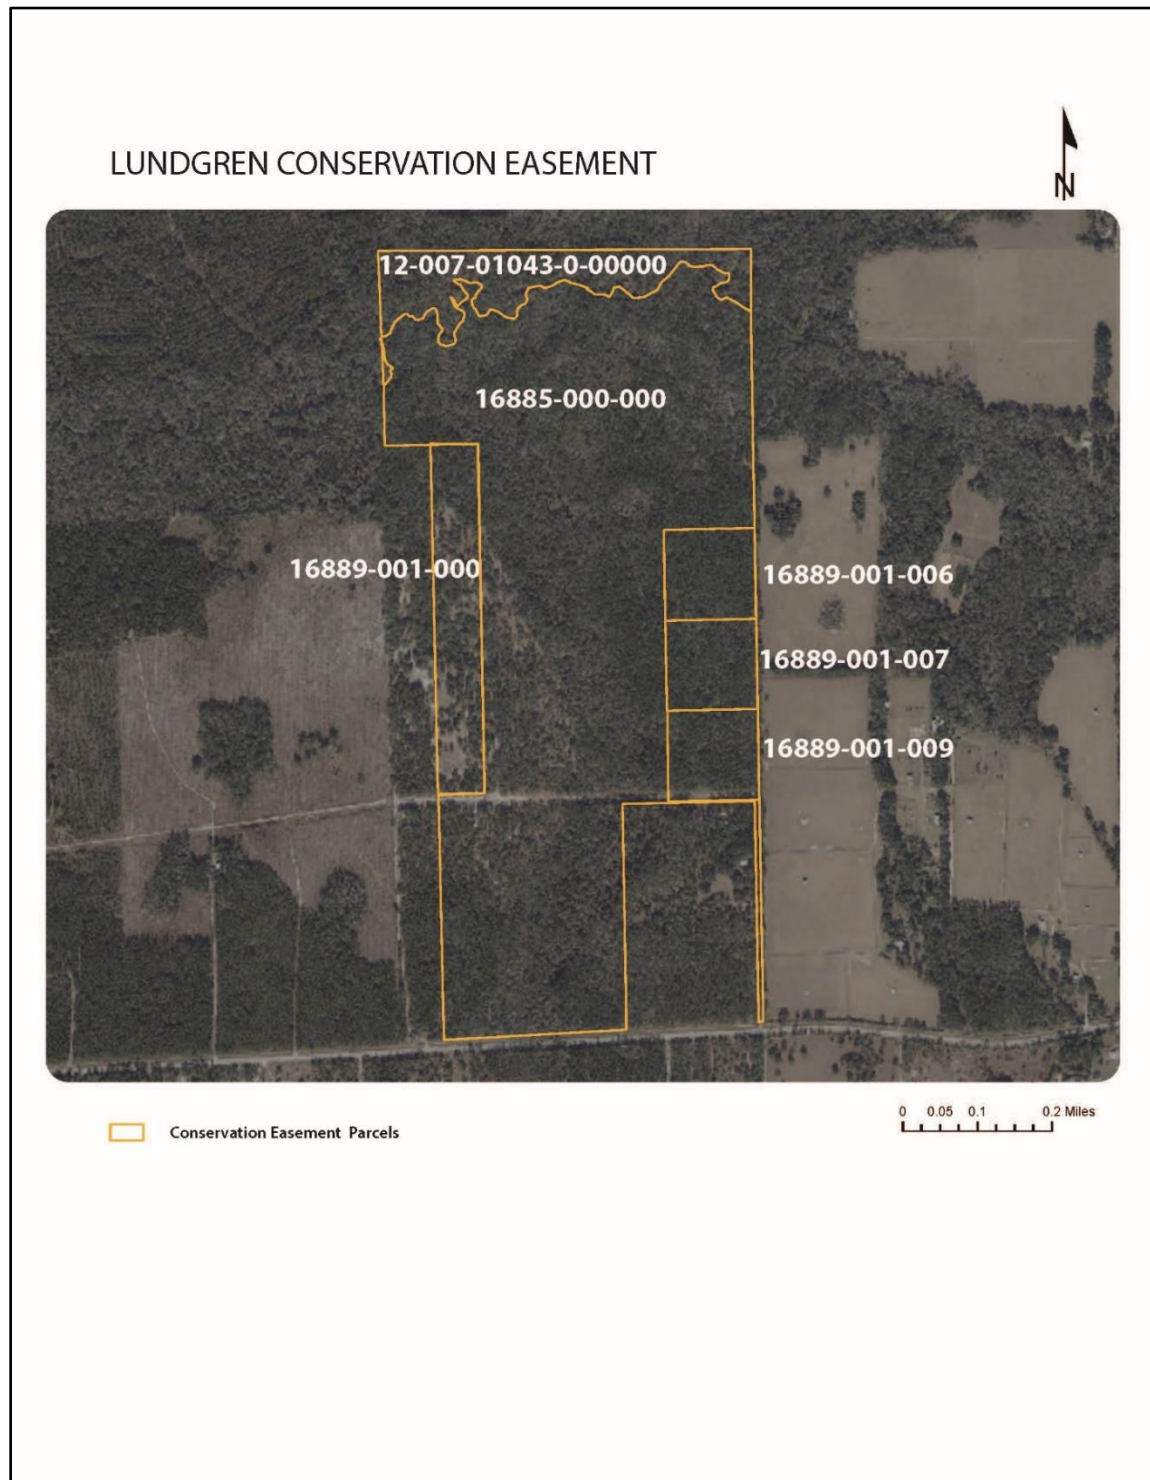 LUNDGREN CONSERVATION EASEMENT
N
12-007-01043-0-00000
16885-000-000
16889-001-000
16889-001-006
16889-001-007
16889-001-009
Conservation Easement Parcels
0 0.05 0.1 0.2 Miles